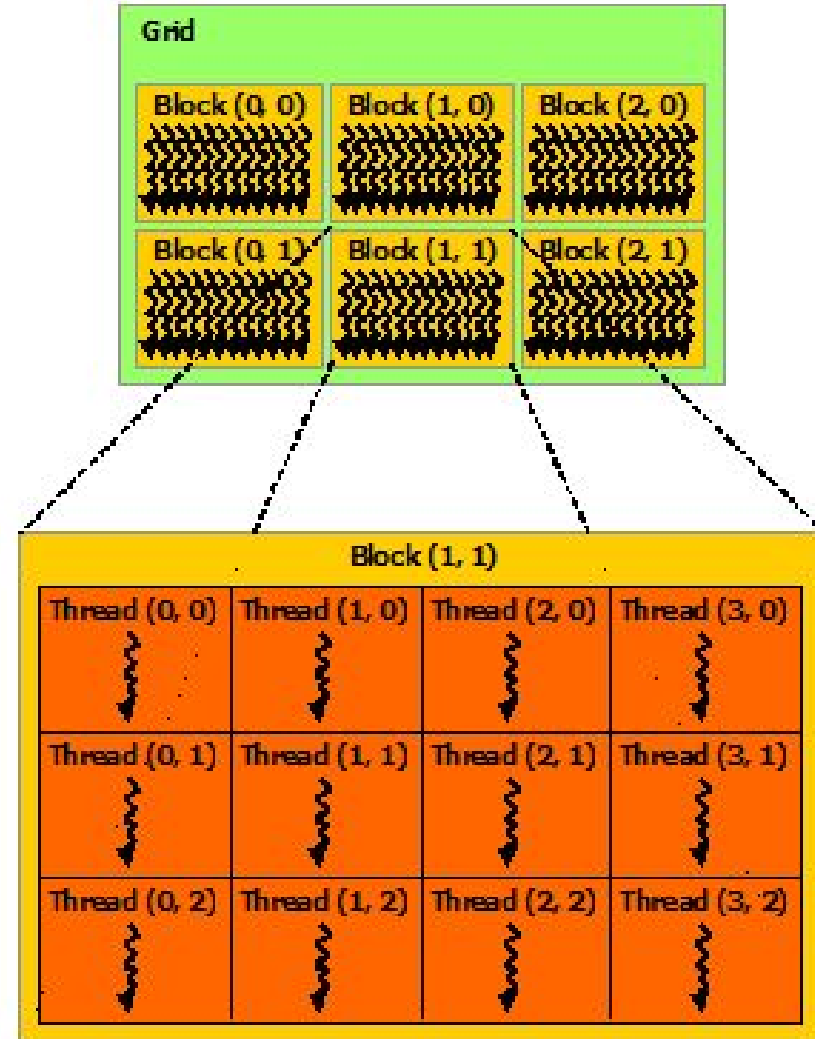 Grid
Block (0, 0) Block (1, 0) Block (2, 0)
Block (0, 1) Block (1, 1) Block (2, 1)
Block (1, 1)
Thread (0, 0) Thread (1, 0) Thread (2, 0) Thread (3, 0)
Thread (0, 1) Thread (1, 1) Thread (2, 1) Thread (3, 1)
Thread (0, 2) Thread (1, 2) Thread (2, 2) Thread (3, 2)